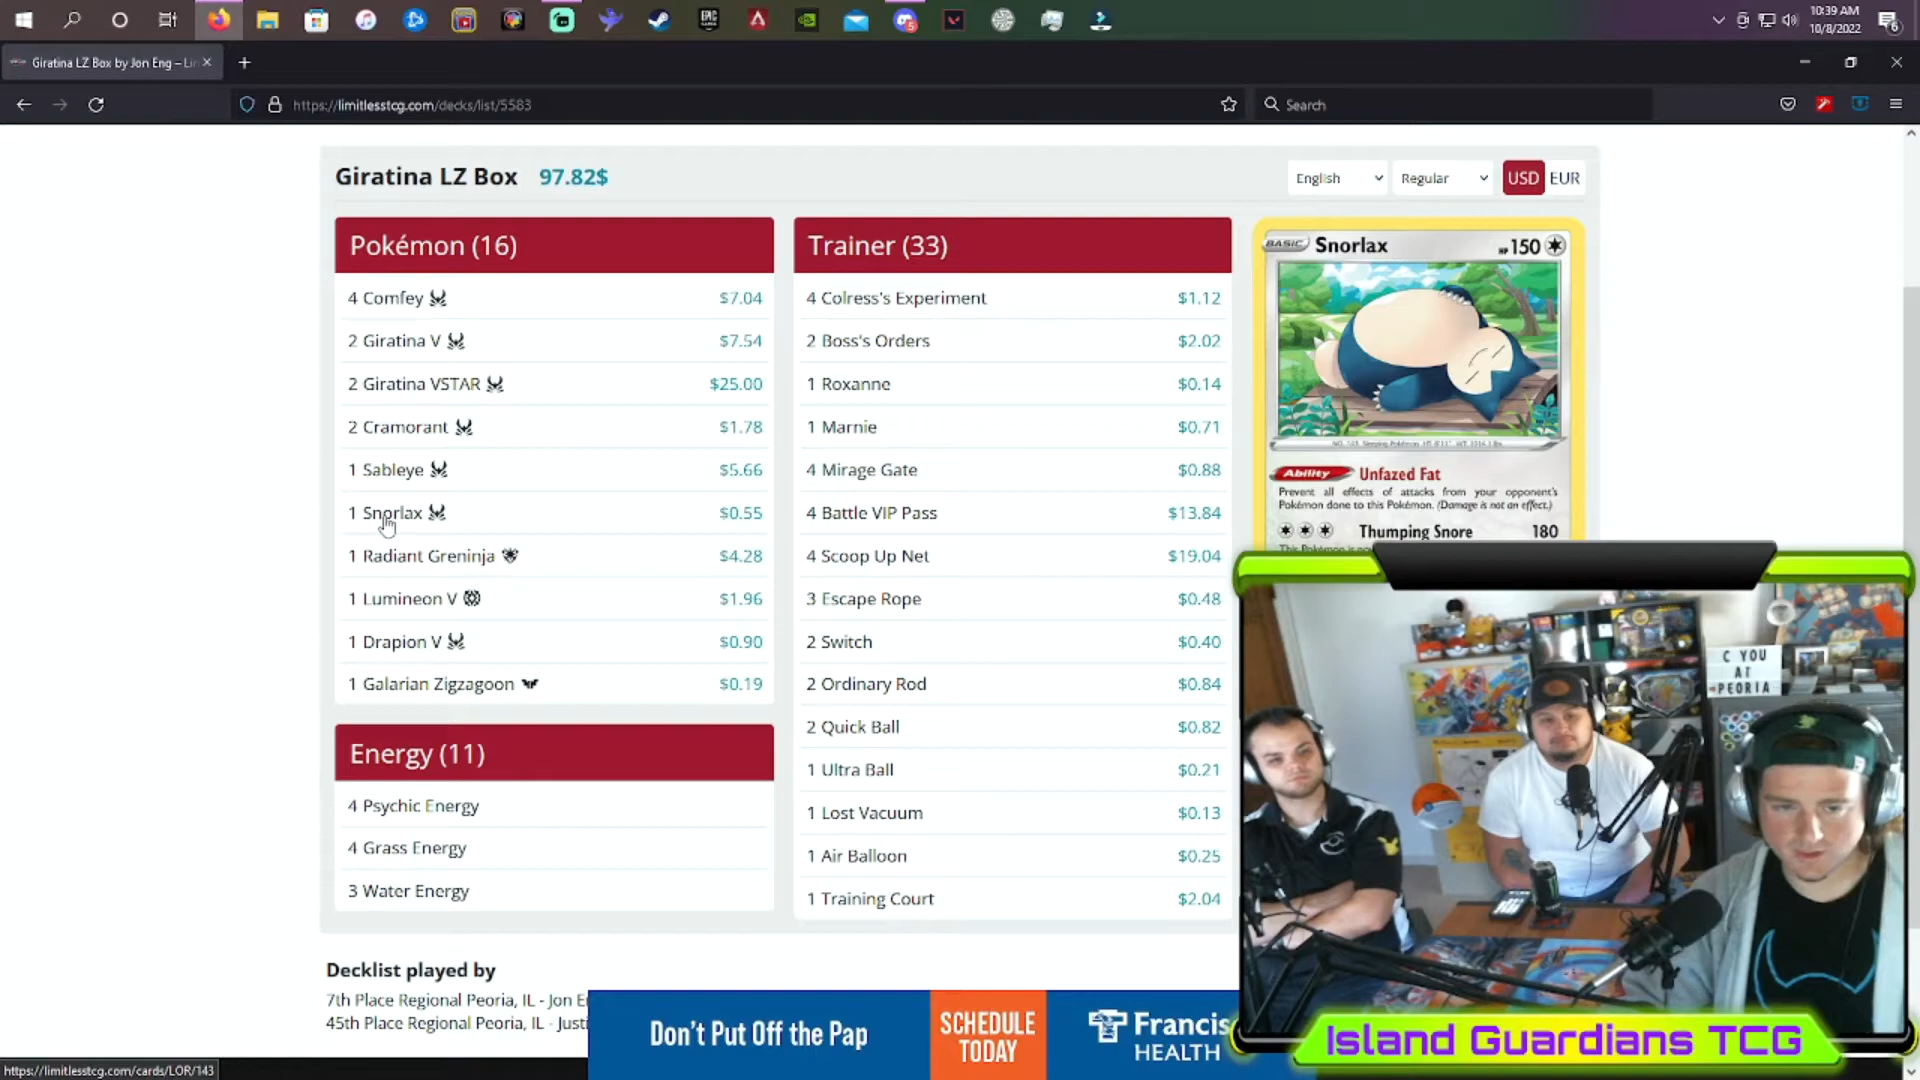 10:39 AM
10/8/2022
Giratina LZ Box by Jon Eng – Li
https://limitlesstcg.com/decks/list/5583
Search
Giratina LZ Box 97.82$
English
Regular
USD EUR
Pokémon (16)
4 Comfey $7.04
2 Giratina V $7.54
2 Giratina VSTAR $25.00
2 Cramorant $1.78
1 Sableye $5.66
1 Snorlax $0.55
1 Radiant Greninja $4.28
1 Lumineon V $1.96
1 Drapion V $0.90
1 Galarian Zigzagoon $0.19
Energy (11)
4 Psychic Energy
4 Grass Energy
3 Water Energy
Trainer (33)
4 Colress's Experiment $1.12
2 Boss's Orders $2.02
1 Roxanne $0.14
1 Marnie $0.71
4 Mirage Gate $0.88
4 Battle VIP Pass $13.84
4 Scoop Up Net $19.04
3 Escape Rope $0.48
2 Switch $0.40
2 Ordinary Rod $0.84
2 Quick Ball $0.82
1 Ultra Ball $0.21
1 Lost Vacuum $0.13
1 Air Balloon $0.25
1 Training Court $2.04
BASIC Snorlax HP 150
Ability Unfazed Fat
Prevent all effects of attacks from your opponent's
Pokémon done to this Pokémon. (Damage is not an effect.)
Thumping Snore 180
C YOU
AT
PEORIA
Decklist played by
7th Place Regional Peoria, IL - Jon E
45th Place Regional Peoria, IL - Justi
Don't Put Off the Pap
SCHEDULE
TODAY
Francis
HEALTH
Island Guardians TCG
https://limitlesstcg.com/cards/LOR/143